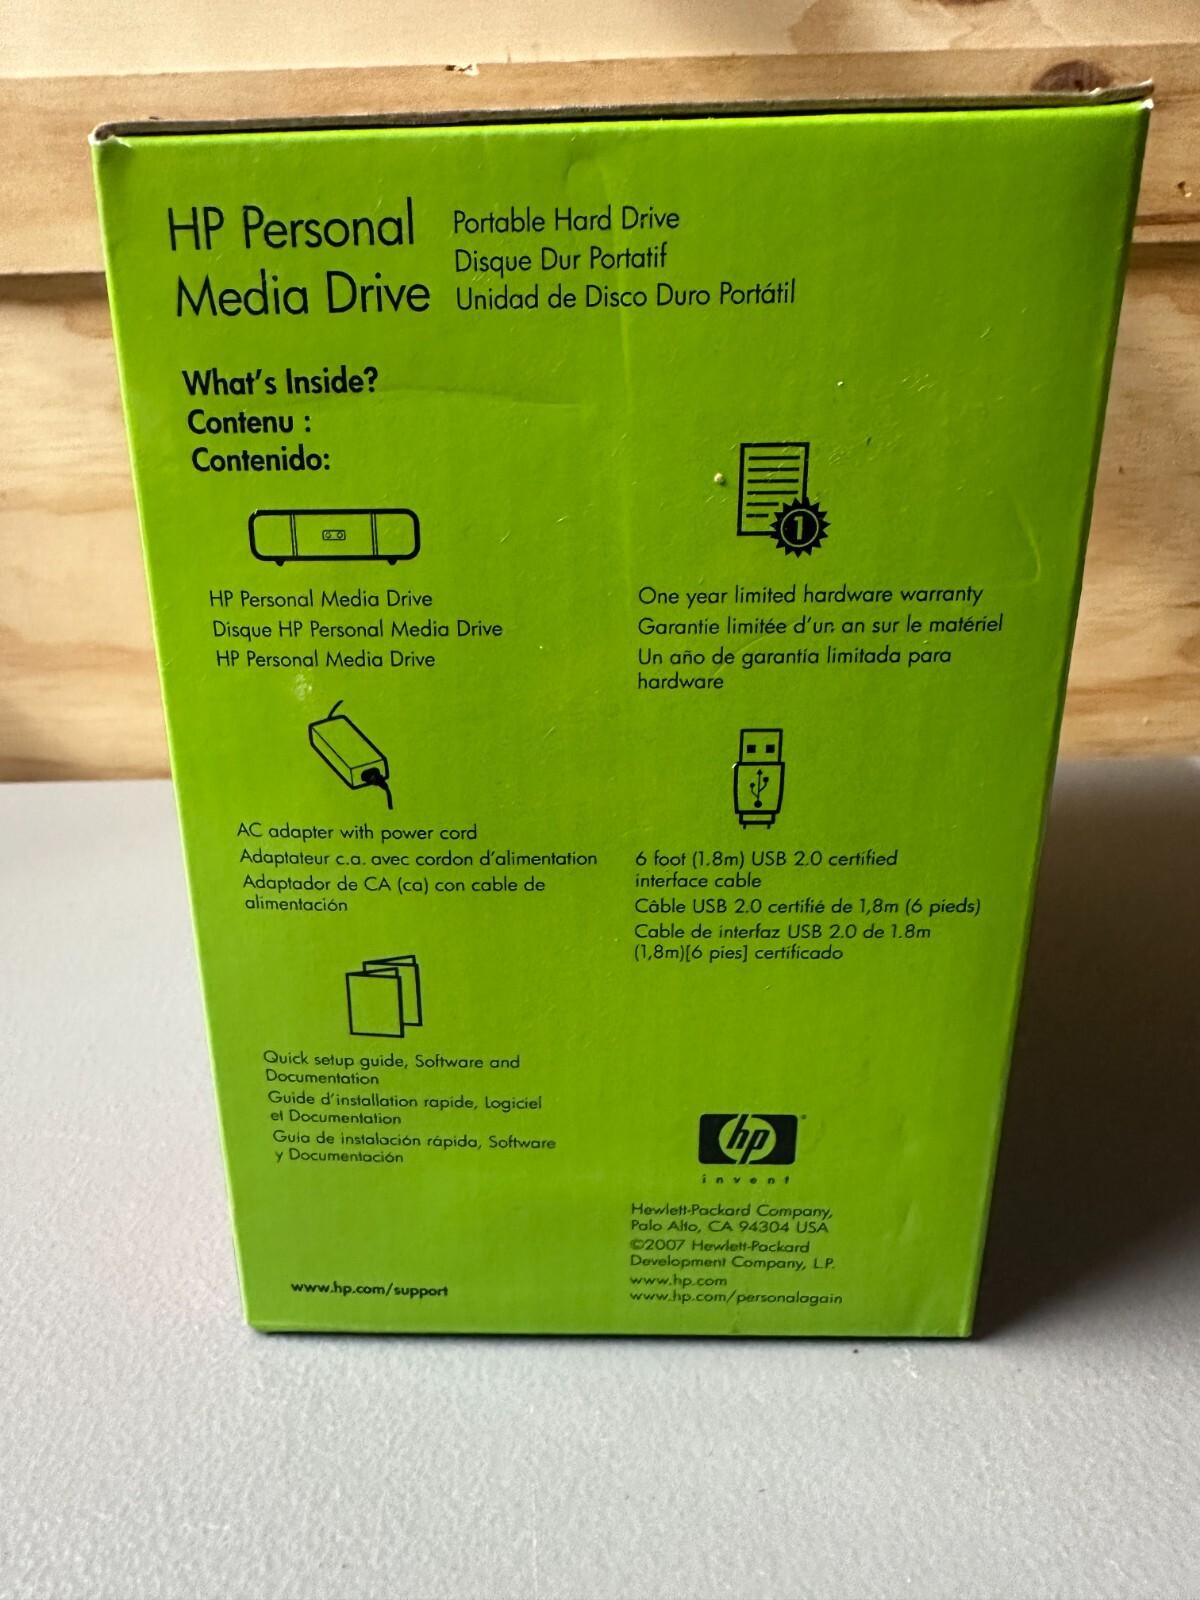 HP Personal
Media Drive
Portable Hard Drive
Disque Dur Portatif
Unidad de Disco Duro Portátil
What's Inside?
Contenu :
Contenido:
HP Personal Media Drive
Disque HP Personal Media Drive
HP Personal Media Drive
1
One year limited hardware warranty
Garantie limitée d'un an sur le matériel
Un año de garantía limitada para
hardware
AC adapter with power cord
Adaptateur c.a. avec cordon d'alimentation
Adaptador de CA (ca) con cable de
alimentación
6 foot (1.8m) USB 2.0 certified
interface cable
Câble USB 2.0 certifié de 1,8m (6 pieds)
Cable de interfaz USB 2.0 de 1.8m
(1,8m)[6 pies] certificado
Quick setup guide, Software and
Documentation
Guide d'installation rapide, Logiciel
et Documentation
Guía de instalación rápida, Software
y Documentación
hp
invent
Hewlett-Packard Company,
Palo Alto, CA 94304 USA
©2007 Hewlett-Packard
Development Company, L.P.
www.hp.com
www.hp.com/personalagain
www.hp.com/support